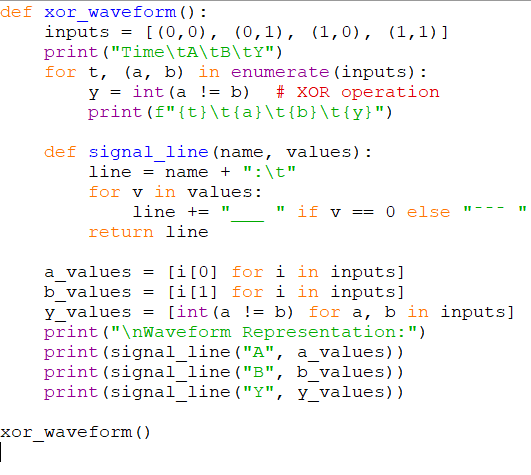 def xor_waveform():
    inputs = [(0,0), (0,1), (1,0), (1,1)]
    print("Time\tA\tB\tY")
    for t, (a, b) in enumerate(inputs):
        y = int(a != b)  # XOR operation
        print(f"{t}\t{a}\t{b}\t{y}")

    def signal_line(name, values):
        line = name + ":\t"
        for v in values:
            line += "___ " if v == 0 else "¯¯¯ "
        return line

    a_values = [i[0] for i in inputs]
    b_values = [i[1] for i in inputs]
    y_values = [int(a != b) for a, b in inputs]
    print("\nWaveform Representation:")
    print(signal_line("A", a_values))
    print(signal_line("B", b_values))
    print(signal_line("Y", y_values))

xor_waveform()